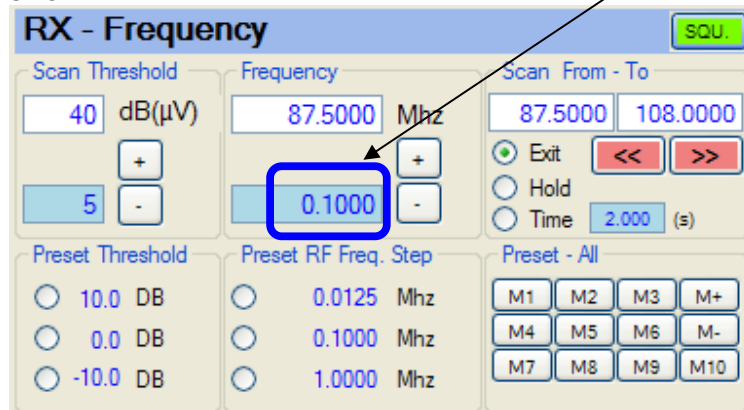 RX - Frequency SQU.
Scan Threshold Frequency Scan From - To
40 dB(µV) 87.5000 Mhz 87.5000 108.0000
+ + Exit << >>
Hold
5 - 0.1000 - Time 2.000 (s)
Preset Threshold Preset RF Freq. Step Preset - All
10.0 DB 0.0125 Mhz M1 M2 M3 M+
0.0 DB 0.1000 Mhz M4 M5 M6 M-
-10.0 DB 1.0000 Mhz M7 M8 M9 M10